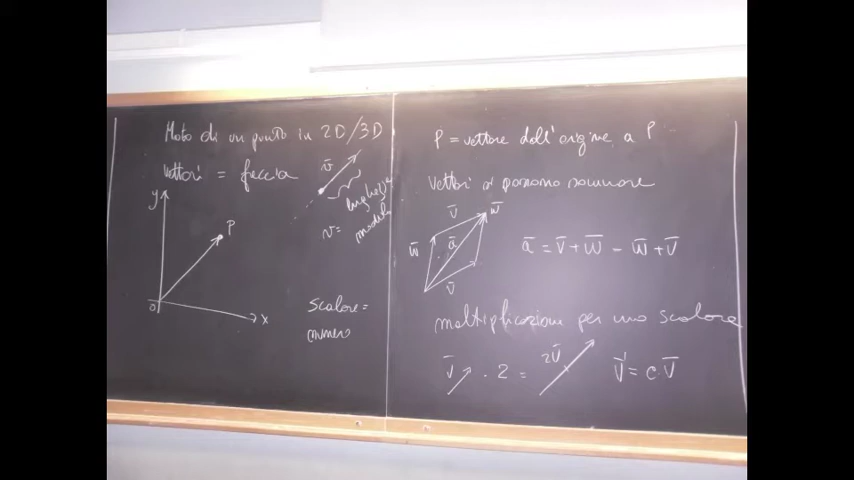 Moto di un punto in 2D/3D
vettori = freccia
v̄
lunghezza
v = modulo
y
P
O
x
scalare =
numero
P = vettore dall'origine a P
vettori si possono sommare
v̄
w̄
w̄
ā
v̄
ā = v̄ + w̄ = w̄ + v̄
moltiplicazione per uno scalare
v̄ · 2 = 2v̄
v̄' = c v̄